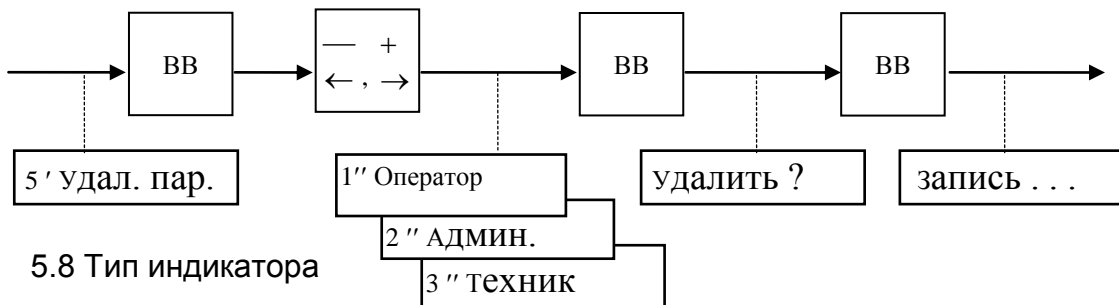 ВВ
— +
← , →
ВВ
ВВ
5 ' Удал. пар.
1'' Оператор
2 '' АДМИН.
3 '' Техник
Удалить ?
запись . . .
5.8 Тип индикатора